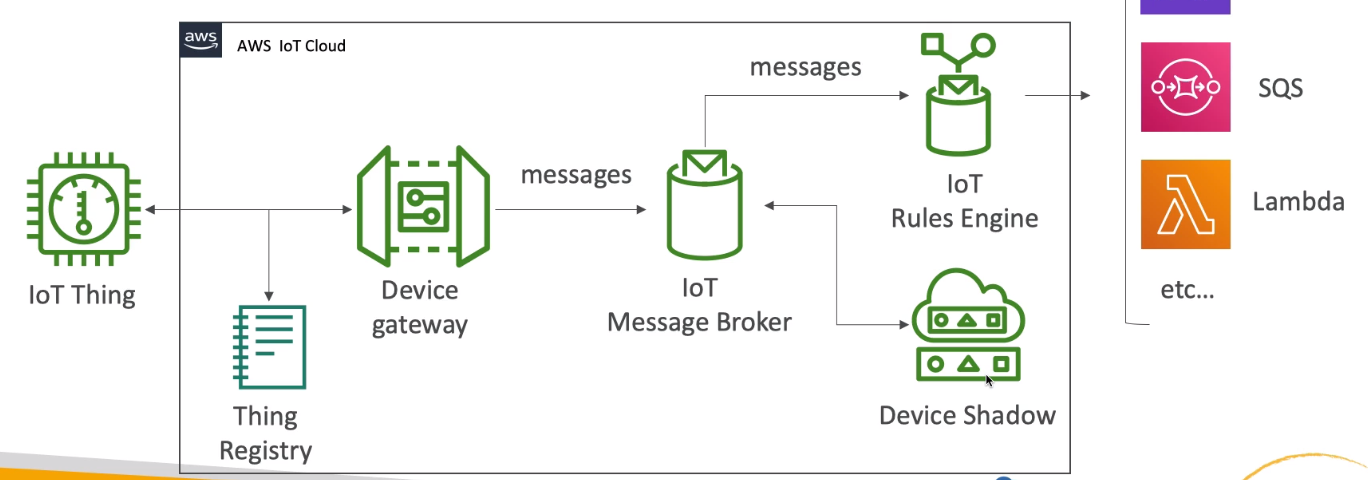 aws
AWS IoT Cloud
messages
SQS
messages
IoT
Rules Engine
Lambda
IoT Thing
Device
gateway
IoT
Message Broker
etc...
Thing
Registry
Device Shadow